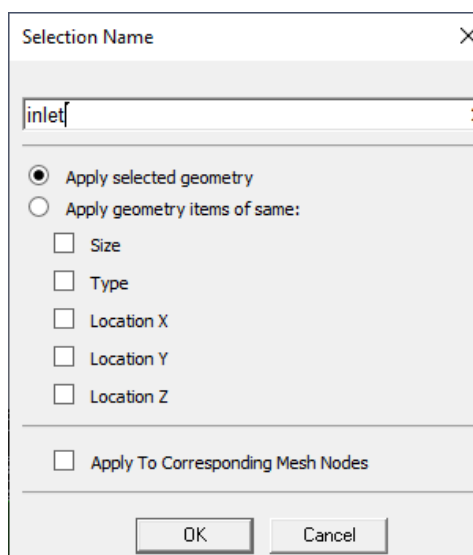 Selection Name
inlet
Apply selected geometry
Apply geometry items of same:
Size
Type
Location X
Location Y
Location Z
Apply To Corresponding Mesh Nodes
OK Cancel